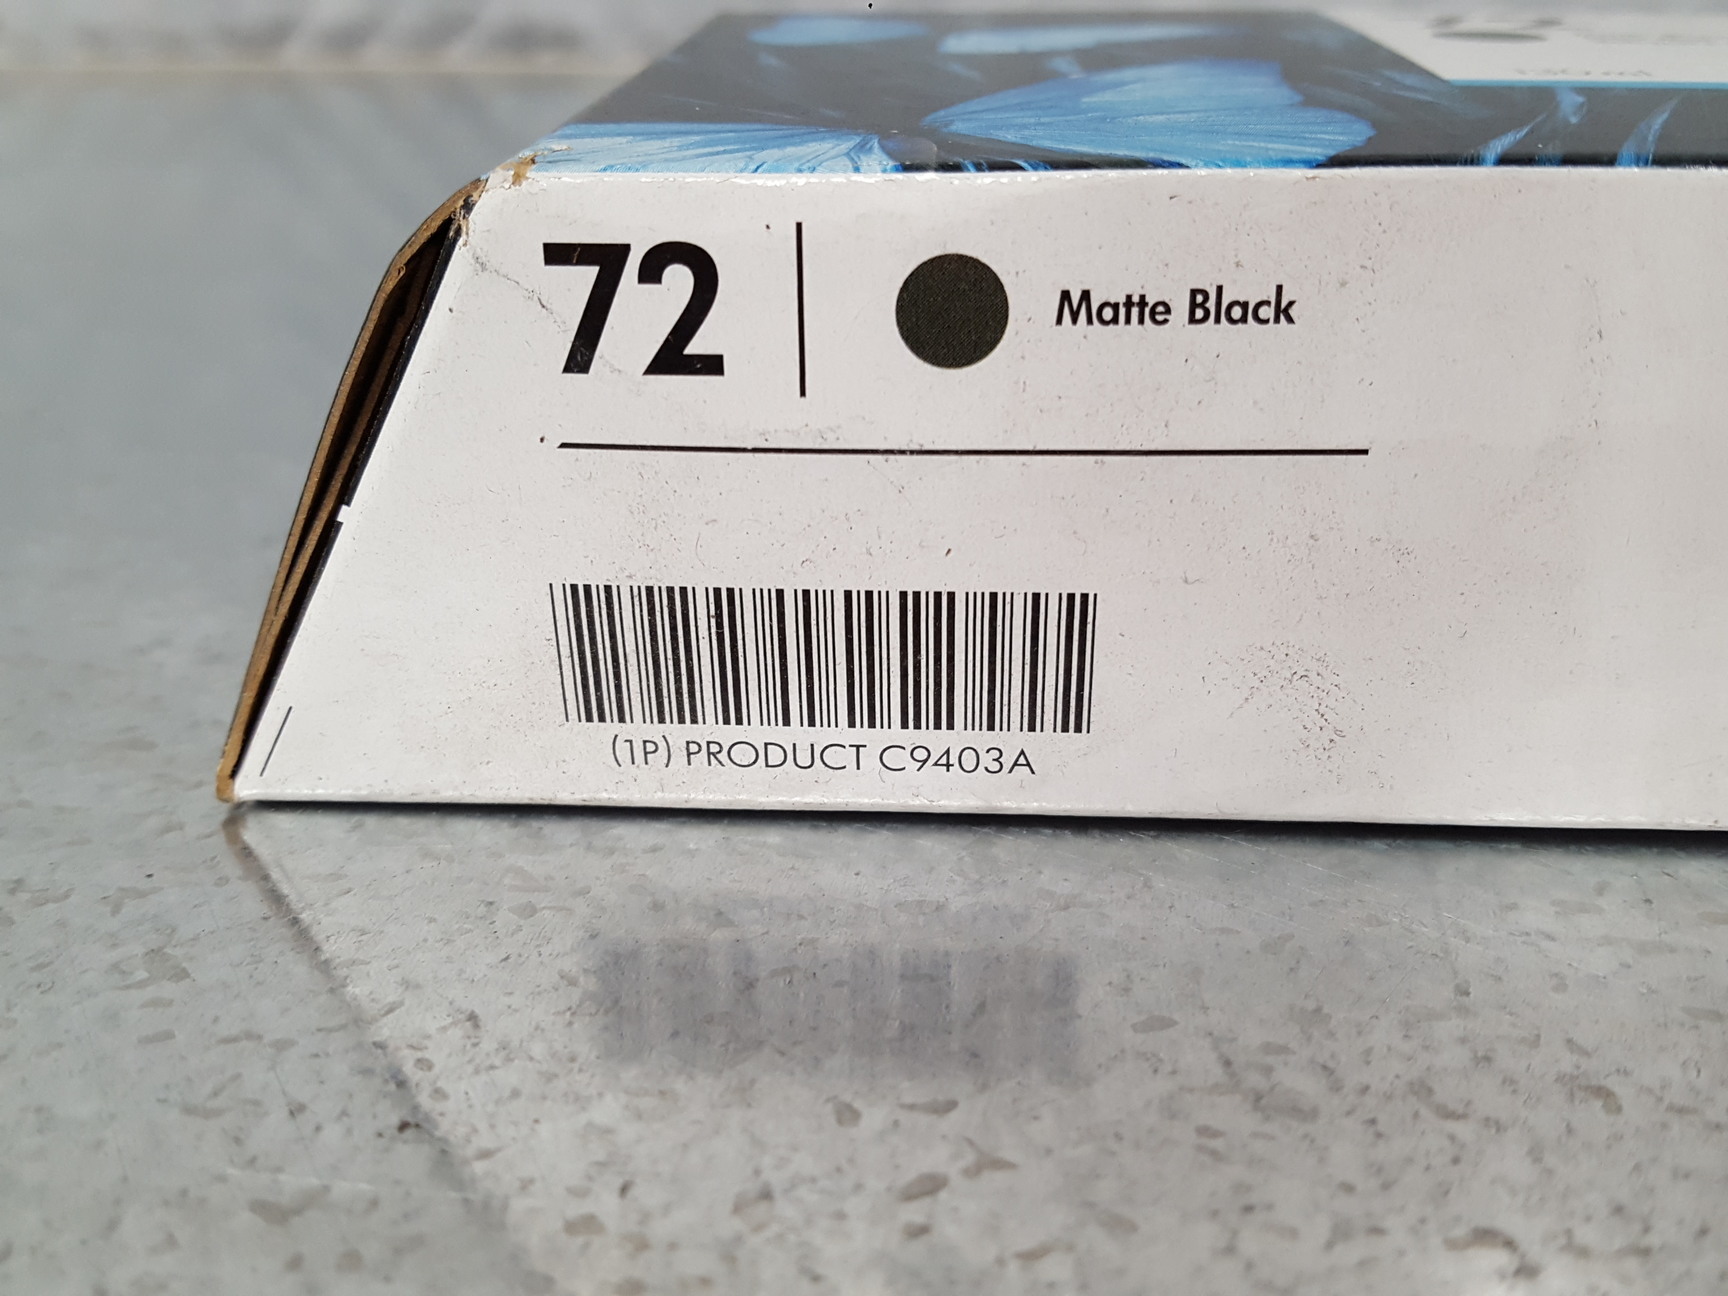 72
Matte Black
(1P) PRODUCT C9403A